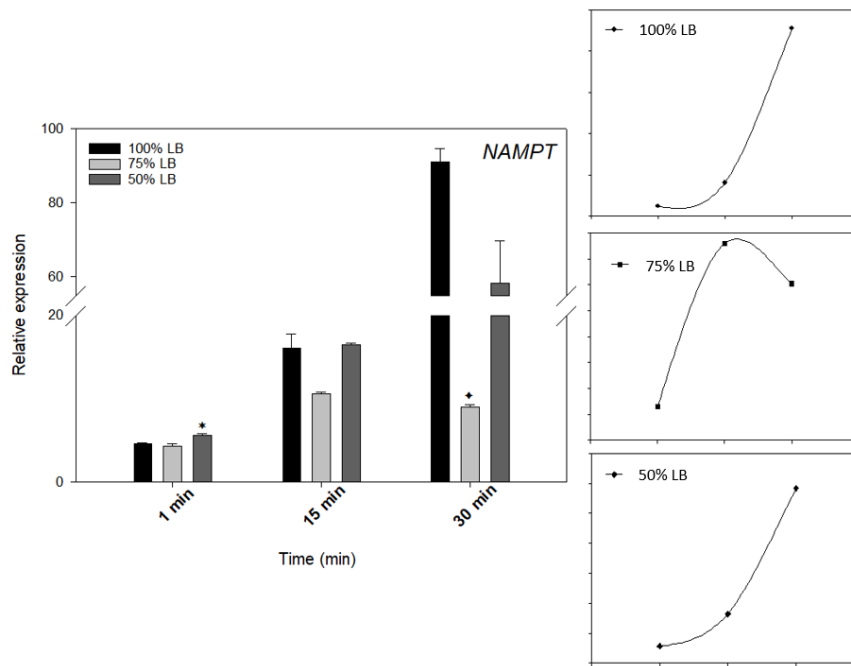 100% LB
75% LB
50% LB
NAMPT
Relative expression
100
80
60
20
0
*
1 min
15 min
30 min
Time (min)
100% LB
75% LB
50% LB